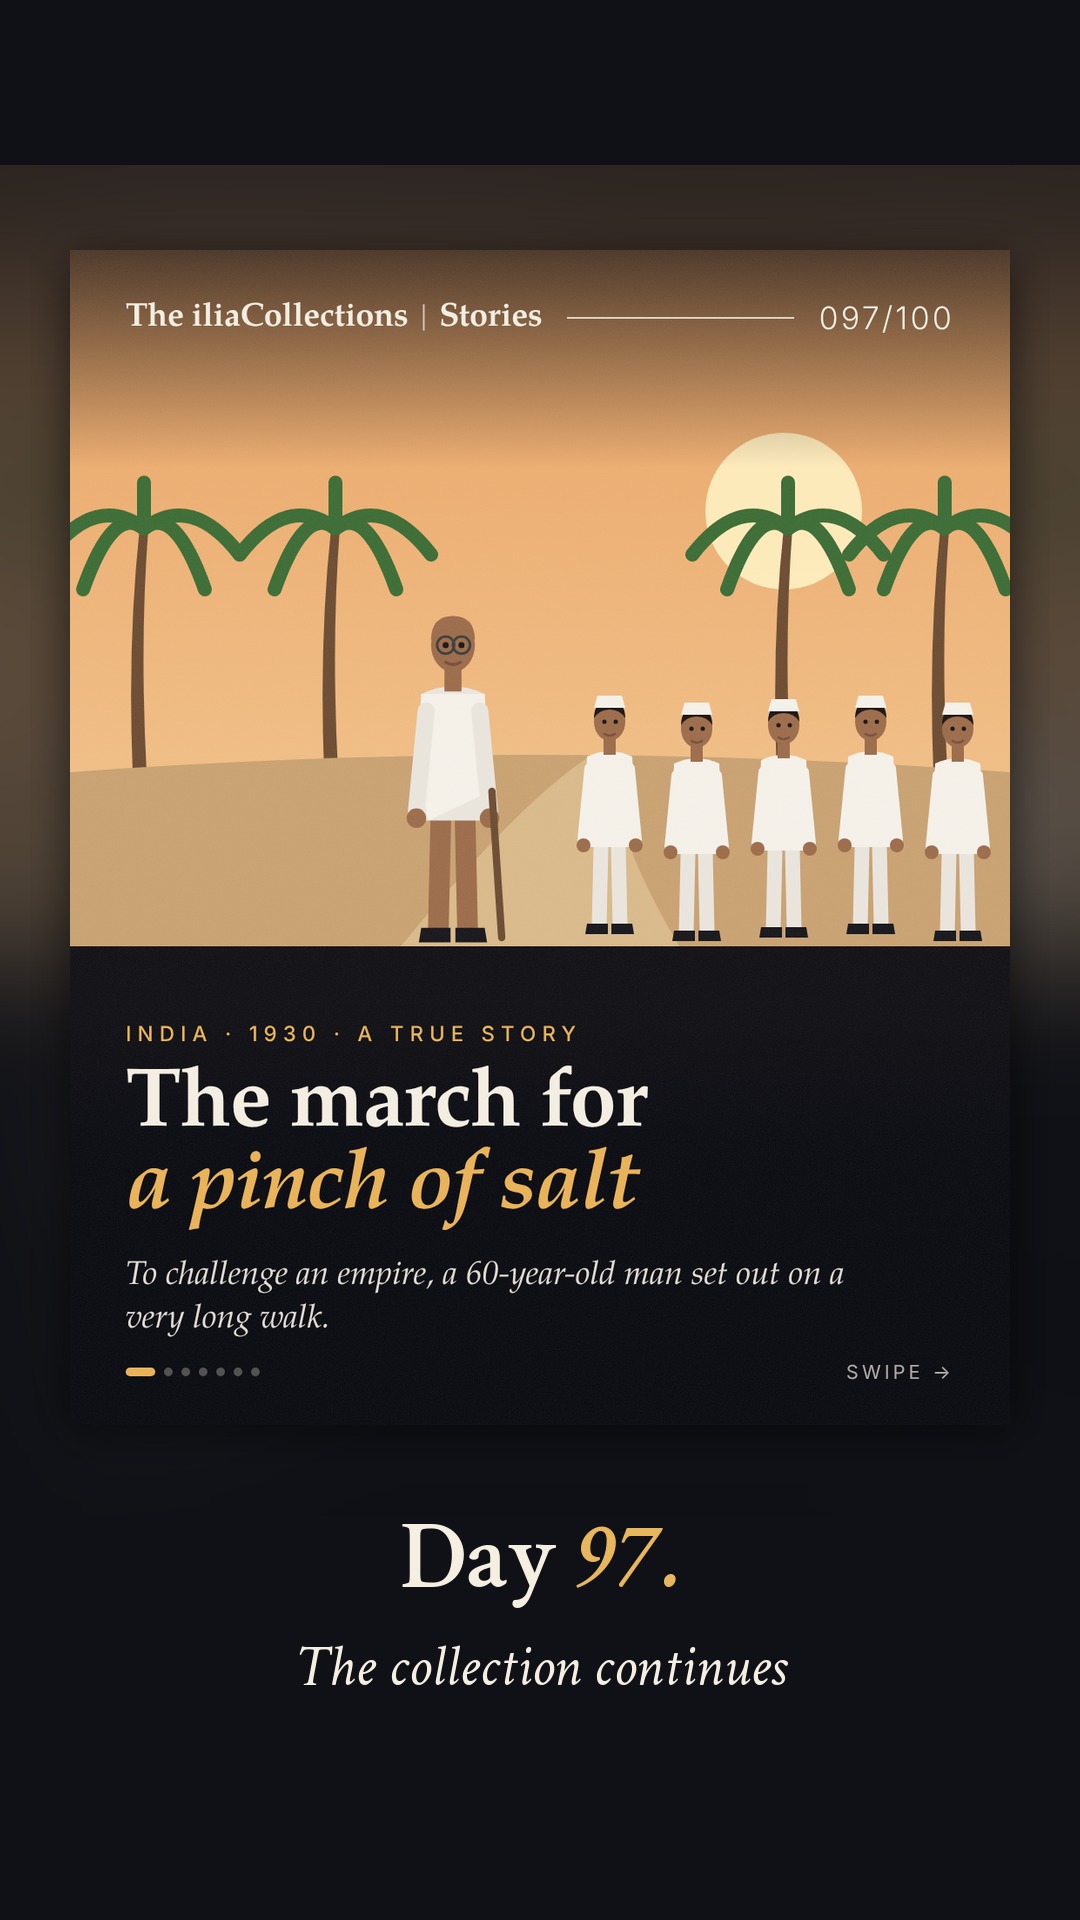 The iliaCollections | Stories 097/100
INDIA · 1930 · A TRUE STORY
The march for
a pinch of salt
To challenge an empire, a 60-year-old man set out on a
very long walk.
SWIPE →
Day 97.
The collection continues